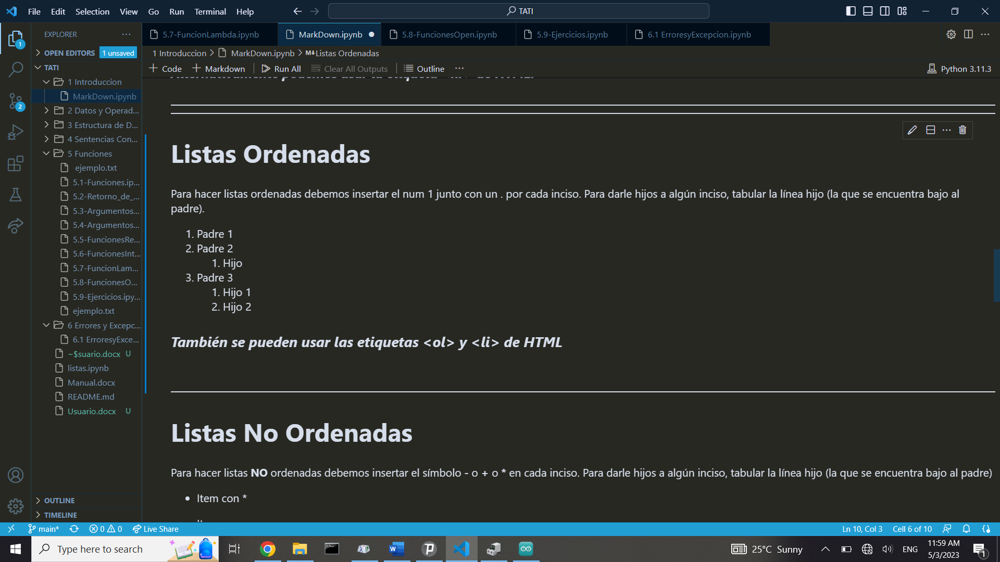 File Edit Selection View Go Run Terminal Help
TATI
EXPLORER
OPEN EDITORS 1 unsaved
TATI
1 Introduccion
MarkDown.ipynb
2 Datos y Operad...
3 Estructura de D...
4 Sentencias Con...
5 Funciones
ejemplo.txt
5.1-Funciones.ip...
5.2-Retorno_de_...
5.3-Argumentos...
5.4-Argumentos...
5.5-FuncionesRe...
5.6-FuncionesInt...
5.7-FuncionLam...
5.8-FuncionesO...
5.9-Ejercicios.ipy...
ejemplo.txt
6 Errores y Excepc...
6.1 ErroresyExce...
~$suario.docx U
listas.ipynb
Manual.docx
README.md
Usuario.docx U
OUTLINE
TIMELINE
1
2
5.7-FuncionLambda.ipynb MarkDown.ipynb 5.8-FuncionesOpen.ipynb 5.9-Ejercicios.ipynb 6.1 ErroresyExcepcion.ipynb
1 Introduccion > MarkDown.ipynb > M↓Listas Ordenadas
+ Code + Markdown Run All Clear All Outputs Outline ... Python 3.11.3
Listas Ordenadas
Para hacer listas ordenadas debemos insertar el num 1 junto con un . por cada inciso. Para darle hijos a algún inciso, tabular la línea hijo (la que se encuentra bajo al
padre).
1. Padre 1
2. Padre 2
1. Hijo
3. Padre 3
1. Hijo 1
2. Hijo 2
También se pueden usar las etiquetas <ol> y <li> de HTML
Listas No Ordenadas
Para hacer listas NO ordenadas debemos insertar el símbolo - o + o * en cada inciso. Para darle hijos a algún inciso, tabular la línea hijo (la que se encuentra bajo al padre)
• Item con *
main* 0 0 Live Share Ln 10, Col 3 Cell 6 of 10
Type here to search 25°C Sunny ENG
11:59 AM
5/3/2023
1